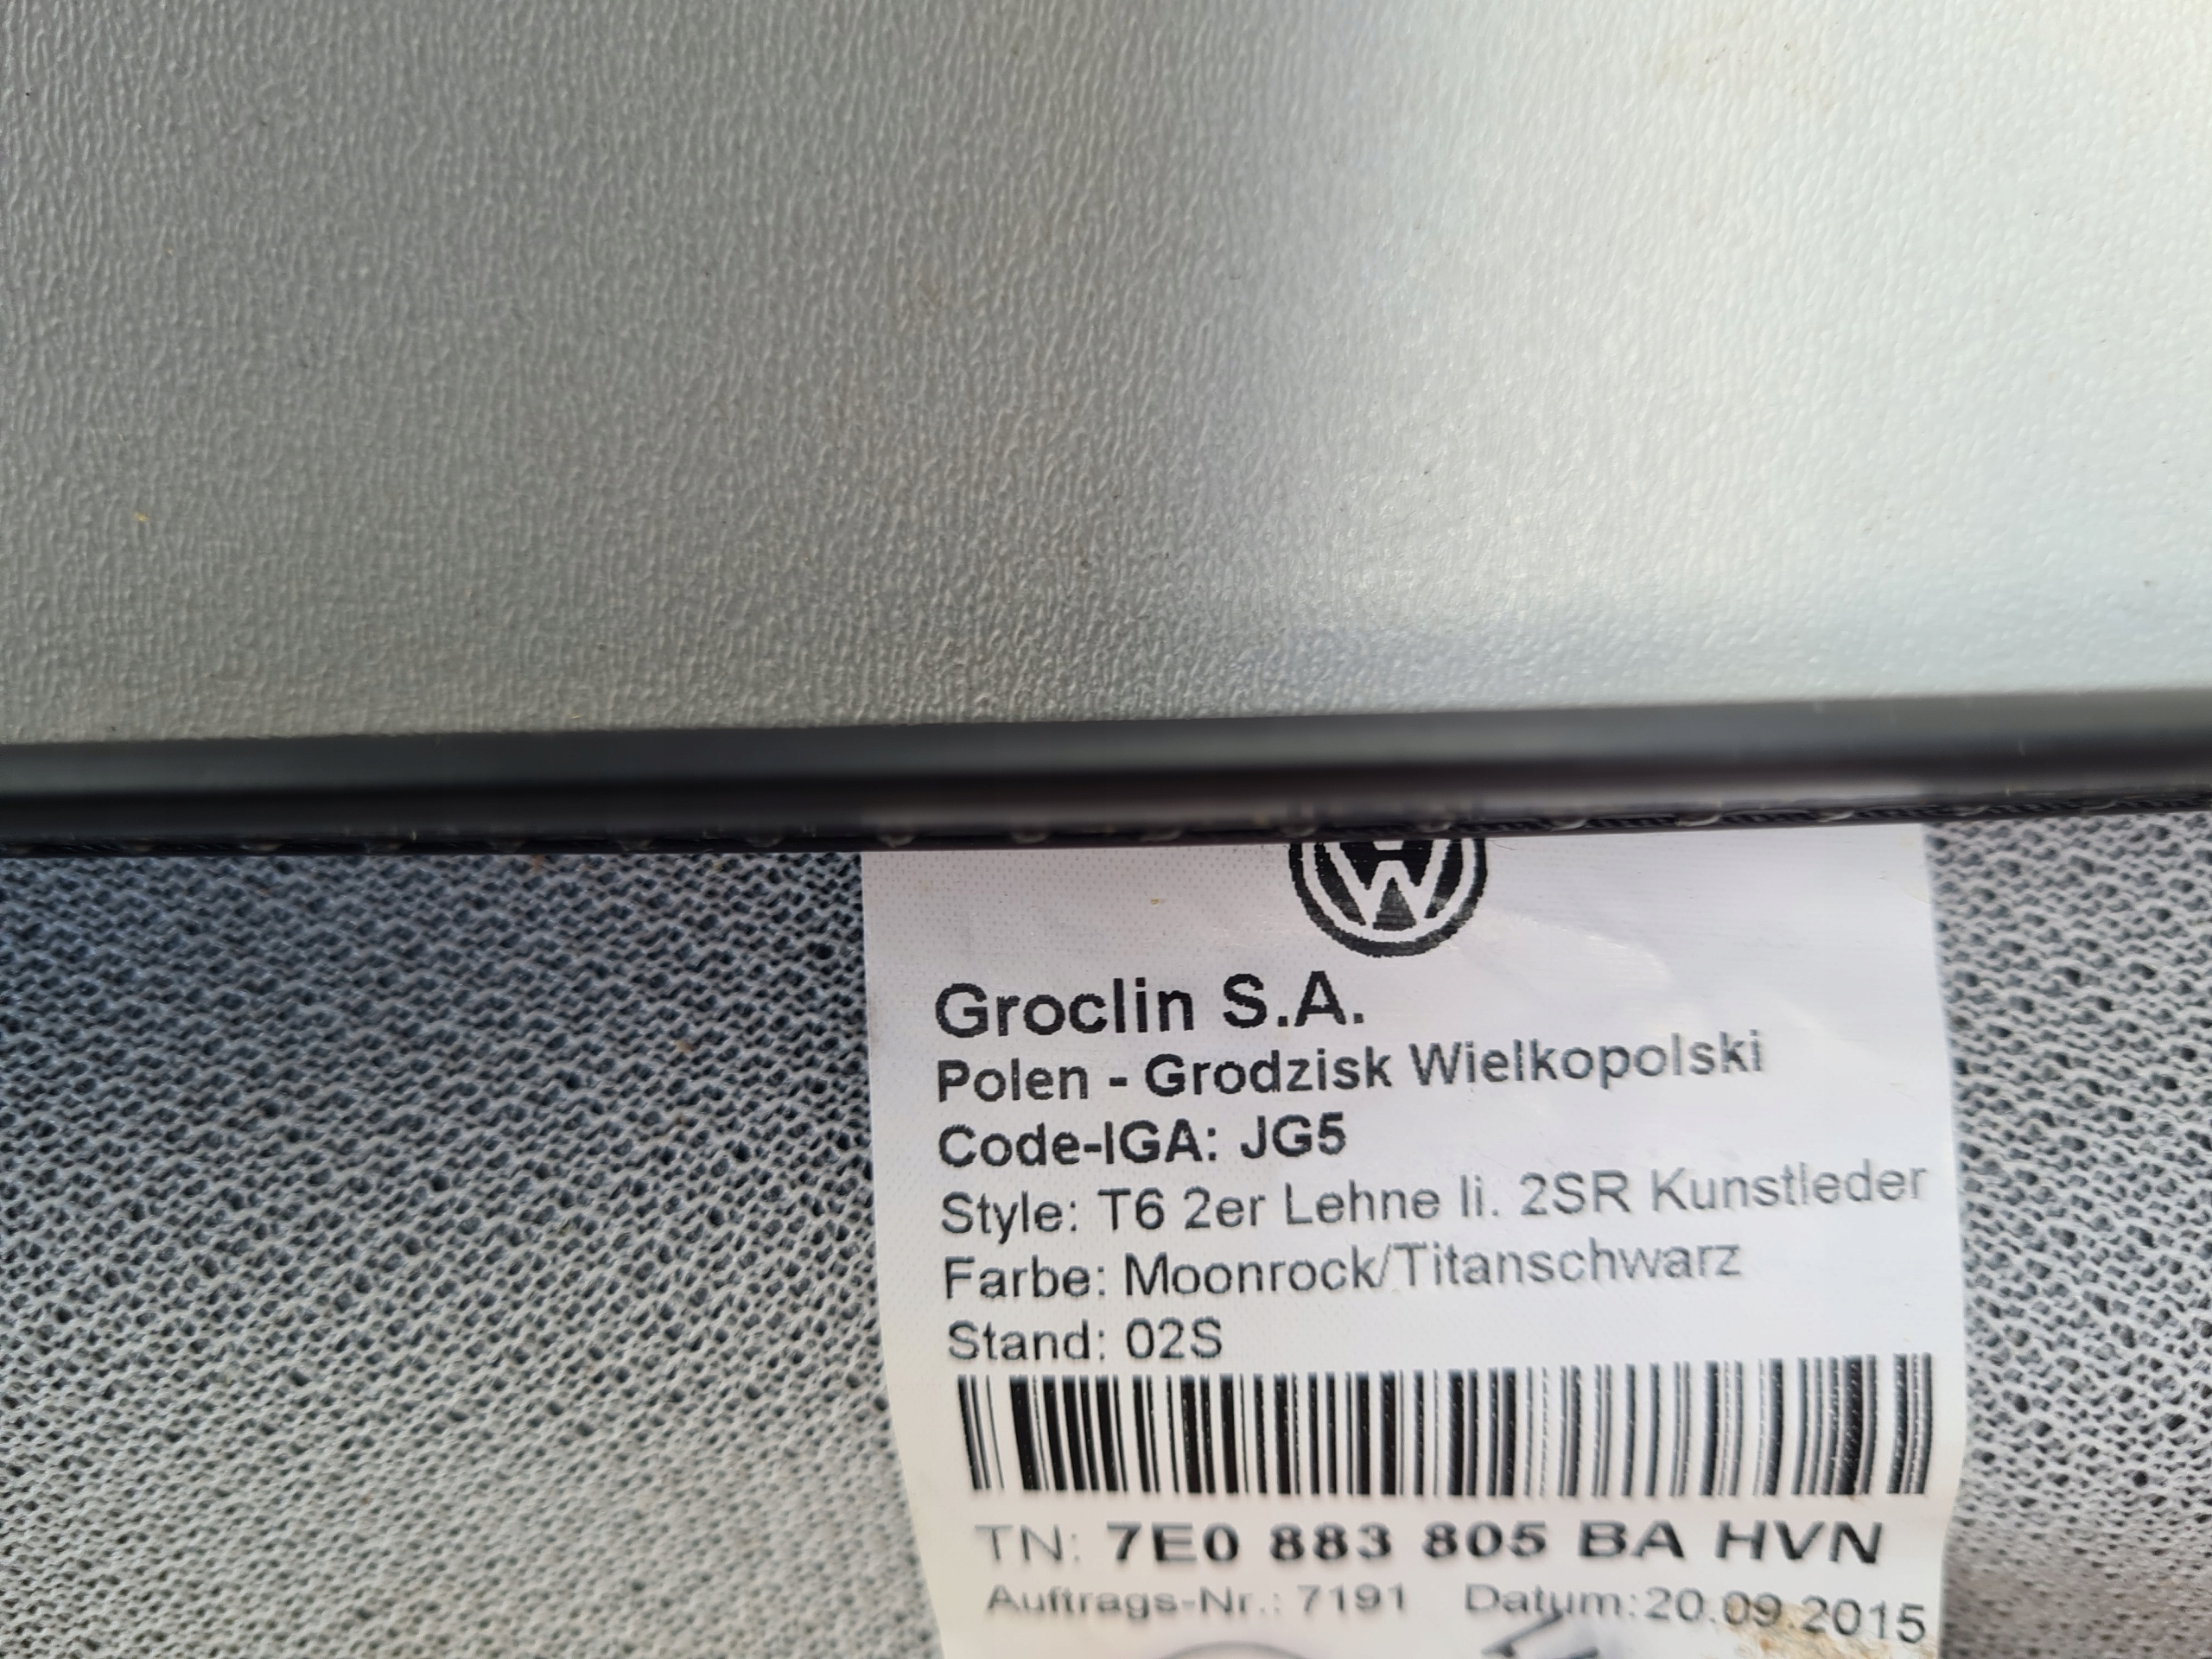 Groclin S.A.
Polen - Grodzisk Wielkopolski
Code-IGA: JG5
Style: T6 2er Lehne li. 2SR Kunstleder
Farbe: Moonrock/Titanschwarz
Stand: 02S
TN: 7E0 883 805 BA HVN
Auftrags-Nr.: 7191 Datum:20.09.2015